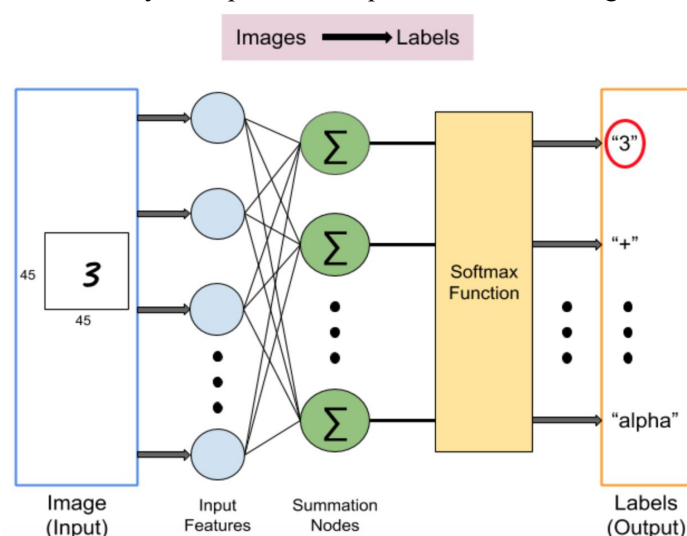 Images Labels
"3"
3
45
45
Σ
"+"
Σ
Softmax
Function
Σ
"alpha"
Image
(Input)
Input
Features
Summation
Nodes
Labels
(Output)